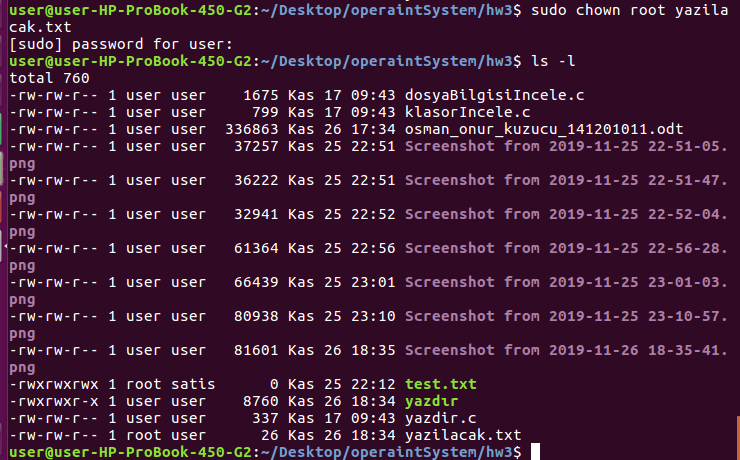 user@user-HP-ProBook-450-G2:~/Desktop/operaintSystem/hw3$ sudo chown root yazila
cak.txt
[sudo] password for user:
user@user-HP-ProBook-450-G2:~/Desktop/operaintSystem/hw3$ ls -l
total 760
-rw-rw-r-- 1 user user 1675 Kas 17 09:43 dosyaBilgisiIncele.c
-rw-rw-r-- 1 user user 799 Kas 17 09:43 klasorIncele.c
-rw-rw-r-- 1 user user 336863 Kas 26 17:34 osman_onur_kuzucu_141201011.odt
-rw-rw-r-- 1 user user 37257 Kas 25 22:51 Screenshot from 2019-11-25 22-51-05.
png
-rw-rw-r-- 1 user user 36222 Kas 25 22:51 Screenshot from 2019-11-25 22-51-47.
png
-rw-rw-r-- 1 user user 32941 Kas 25 22:52 Screenshot from 2019-11-25 22-52-04.
png
-rw-rw-r-- 1 user user 61364 Kas 25 22:56 Screenshot from 2019-11-25 22-56-28.
png
-rw-rw-r-- 1 user user 66439 Kas 25 23:01 Screenshot from 2019-11-25 23-01-03.
png
-rw-rw-r-- 1 user user 80938 Kas 25 23:10 Screenshot from 2019-11-25 23-10-57.
png
-rw-rw-r-- 1 user user 81601 Kas 26 18:35 Screenshot from 2019-11-26 18-35-41.
png
-rwxrwxrwx 1 root satis 0 Kas 25 22:12 test.txt
-rwxrwxr-x 1 user user 8760 Kas 26 18:34 yazdır
-rw-rw-r-- 1 user user 337 Kas 17 09:43 yazdir.c
-rw-rw-r-- 1 root user 26 Kas 26 18:34 yazilacak.txt
user@user-HP-ProBook-450-G2:~/Desktop/operaintSystem/hw3$